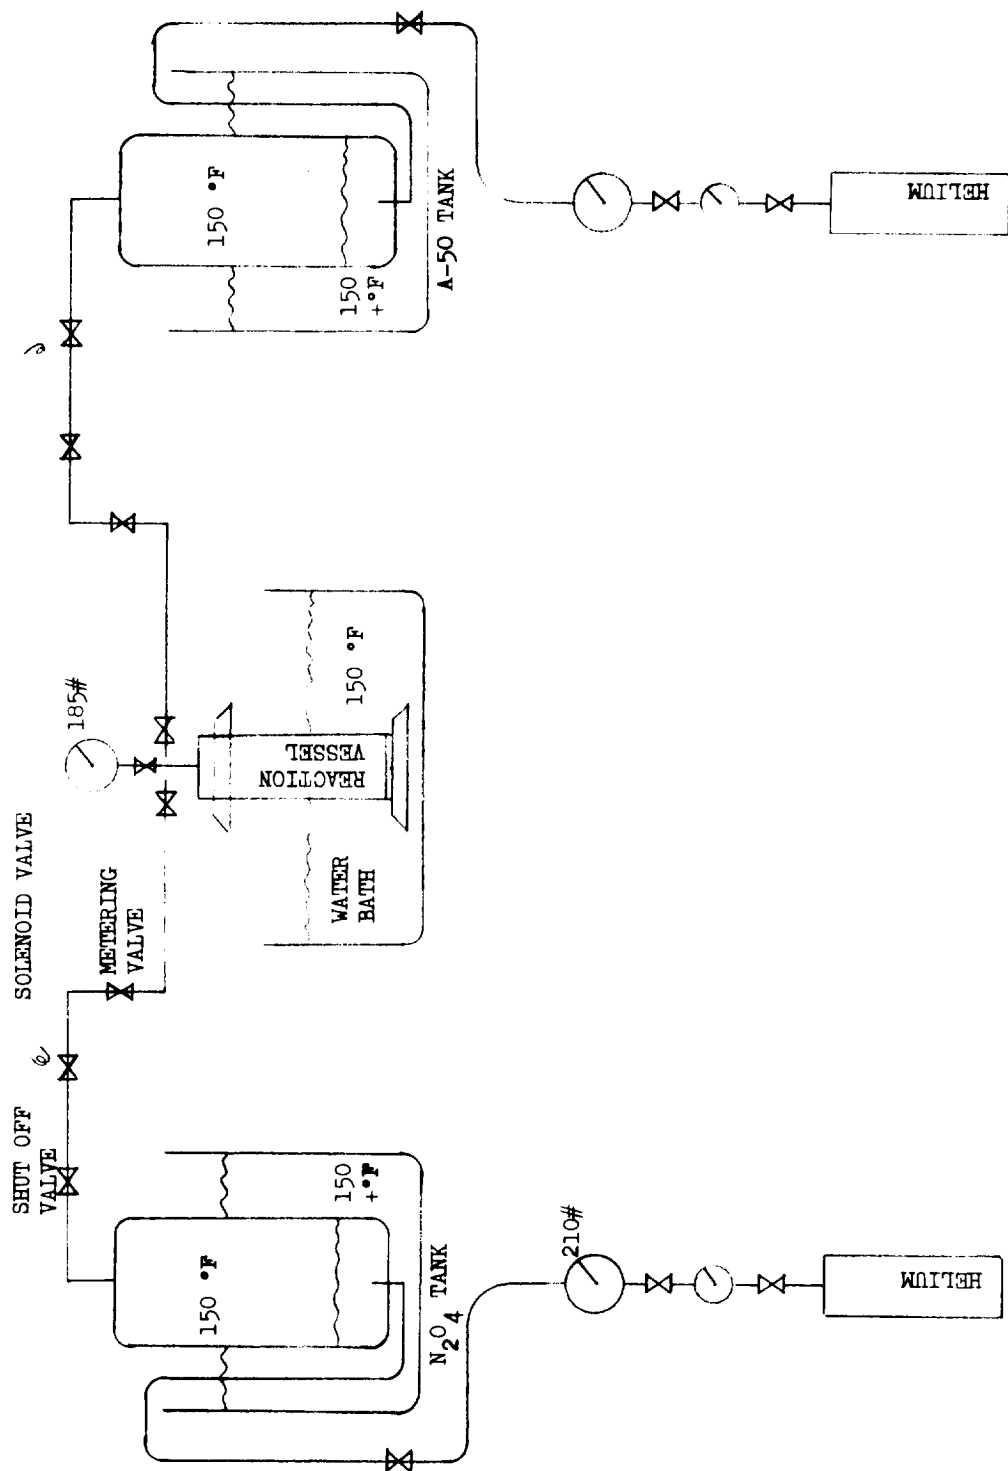 SHUT OFF
VALVE
SOLENOID VALVE
METERING
VALVE
185#
150 °F
150
+°F
N₂O₄ TANK
REACTION
VESSEL
WATER
BATH
150 °F
150 °F
150
+°F
A-50 TANK
210#
HELIUM
HELIUM